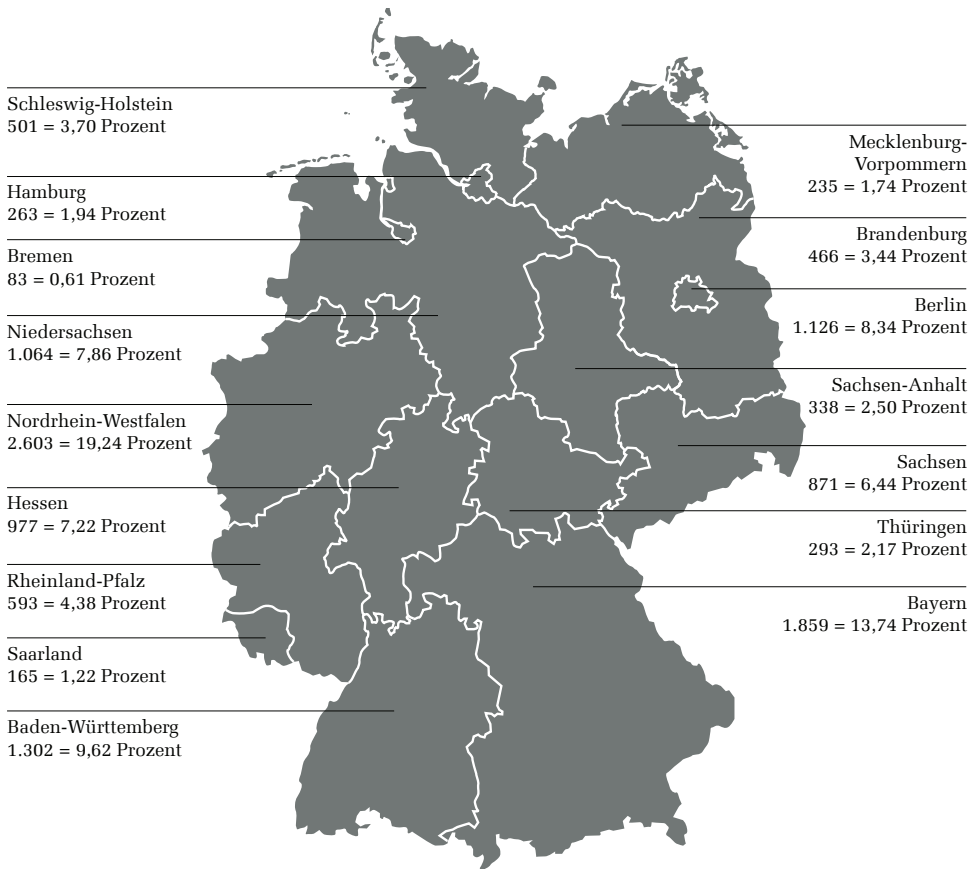 Schleswig-Holstein
501 = 3,70 Prozent
Hamburg
263 = 1,94 Prozent
Bremen
83 = 0,61 Prozent
Niedersachsen
1.064 = 7,86 Prozent
Nordrhein-Westfalen
2.603 = 19,24 Prozent
Hessen
977 = 7,22 Prozent
Rheinland-Pfalz
593 = 4,38 Prozent
Saarland
165 = 1,22 Prozent
Baden-Württemberg
1.302 = 9,62 Prozent
Mecklenburg-
Vorpommern
235 = 1,74 Prozent
Brandenburg
466 = 3,44 Prozent
Berlin
1.126 = 8,34 Prozent
Sachsen-Anhalt
338 = 2,50 Prozent
Sachsen
871 = 6,44 Prozent
Thüringen
293 = 2,17 Prozent
Bayern
1.859 = 13,74 Prozent